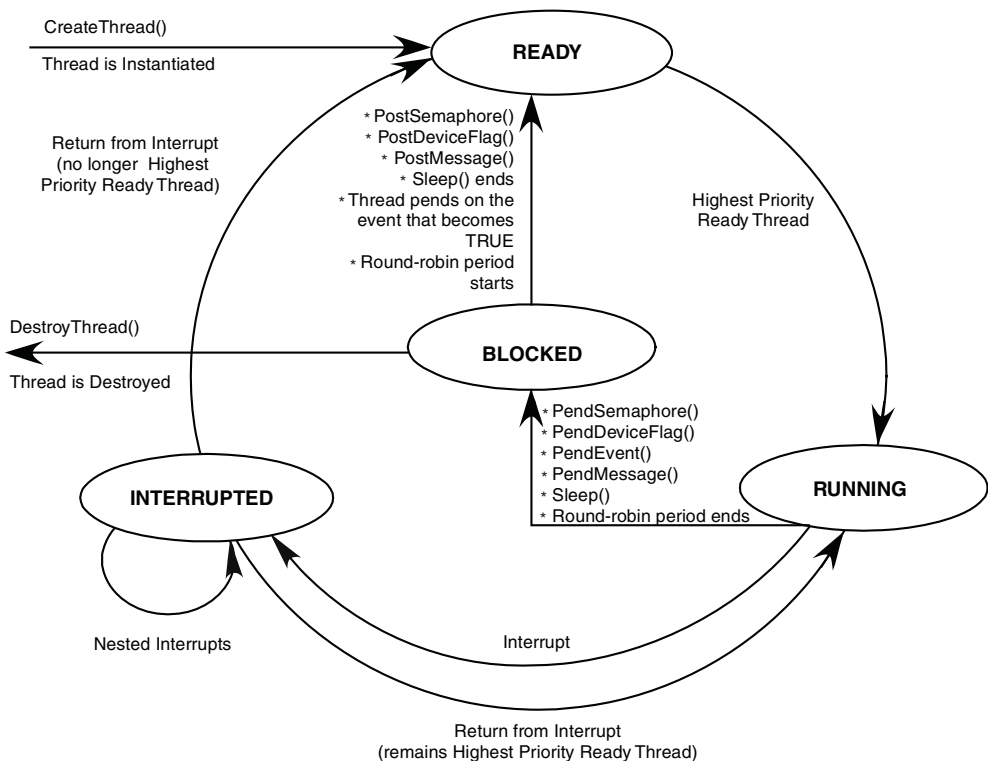 CreateThread()
Thread is Instantiated
READY
Return from Interrupt
(no longer Highest
Priority Ready Thread)
* PostSemaphore()
* PostDeviceFlag()
* PostMessage()
* Sleep() ends
* Thread pends on the
event that becomes
TRUE
* Round-robin period
starts
Highest Priority
Ready Thread
DestroyThread()
Thread is Destroyed
BLOCKED
* PendSemaphore()
* PendDeviceFlag()
* PendEvent()
* PendMessage()
* Sleep()
* Round-robin period ends
INTERRUPTED
RUNNING
Nested Interrupts
Interrupt
Return from Interrupt
(remains Highest Priority Ready Thread)